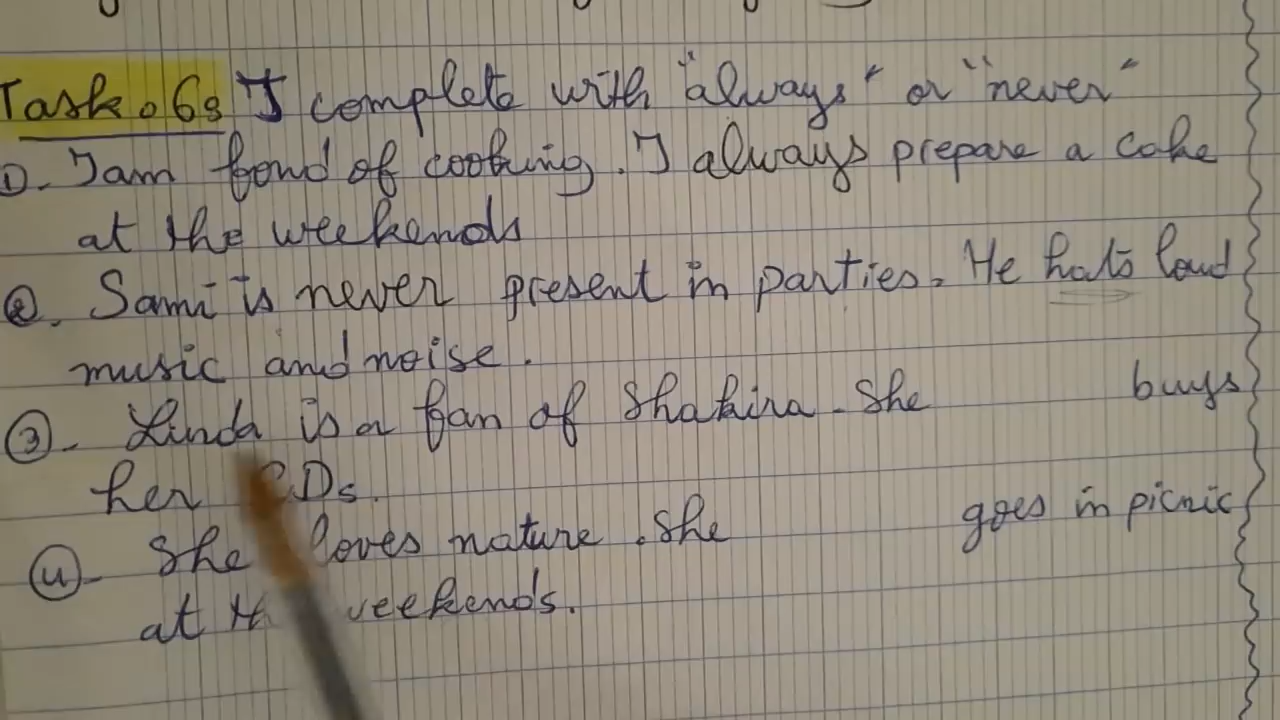 Task 06: I complete with "always" or "never"
①. I am fond of cooking. I always prepare a cake
at the weekends
②. Sami is never present in parties. He hats loud
music and noise.
③- Linda is a fan of Shakira. She buys
her CDs.
④- She loves nature. She goes in picnic
at weekends.